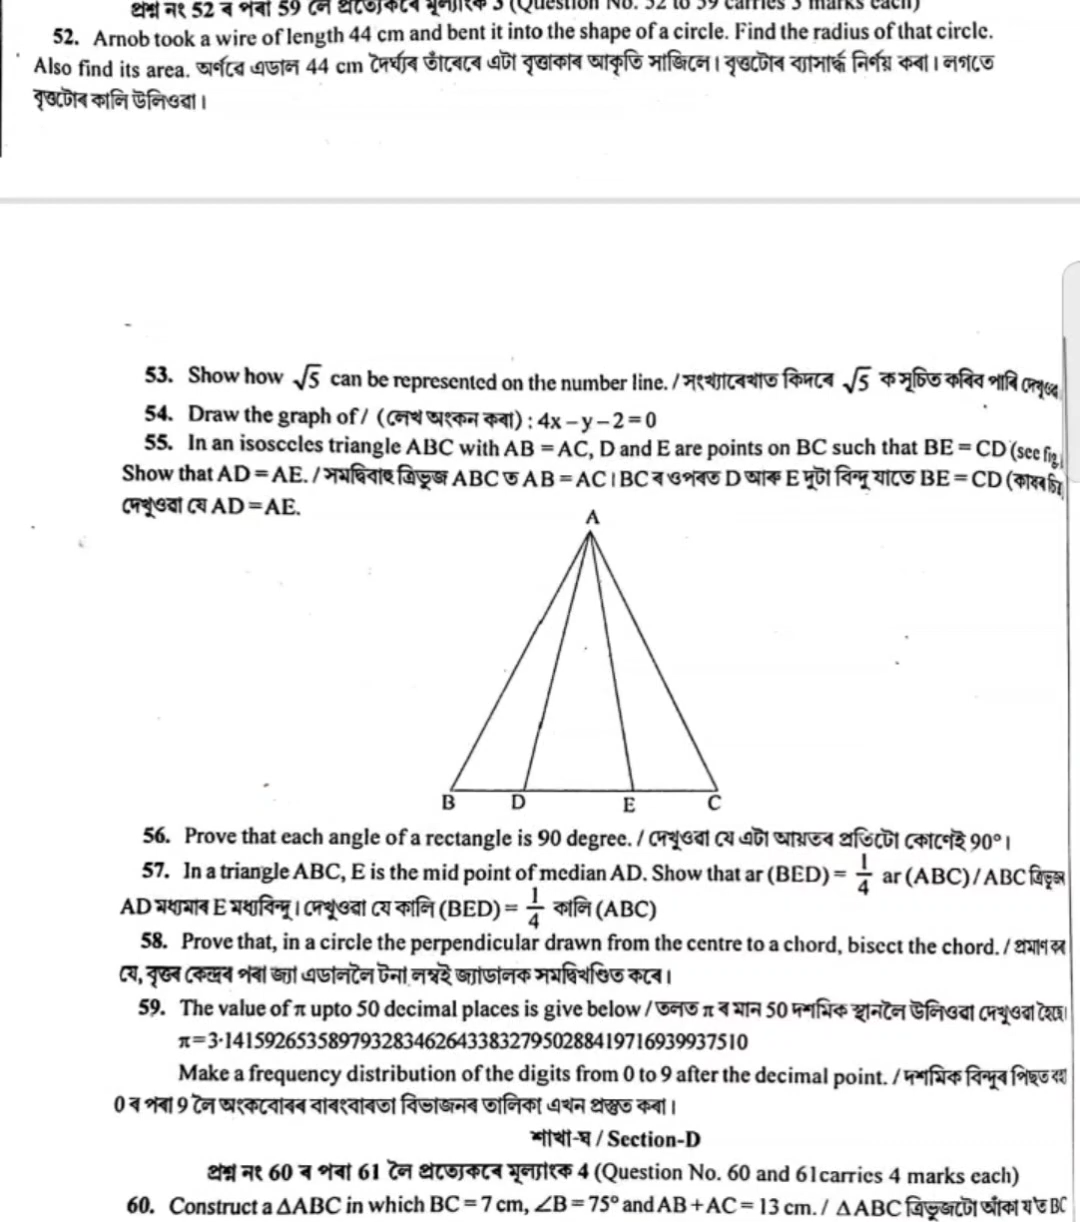 প্ৰশ্ন নং 52 ৰ পৰা 59 লৈ প্ৰত্যেকৰে মূল্যাংক 3 (Question No. 52 to 59 carries 3 marks each)
52. Arnob took a wire of length 44 cm and bent it into the shape of a circle. Find the radius of that circle.
Also find its area. অৰ্ণৱে এডাল 44 cm দৈৰ্ঘ্যৰ তাঁৰেৰে এটা বৃত্তাকাৰ আকৃতি সাজিলে। বৃত্তটোৰ ব্যাসাৰ্দ্ধ নিৰ্ণয় কৰা। লগতে
বৃত্তটোৰ কালি উলিওৱা।
53. Show how √5 can be represented on the number line. / সংখ্যাৰেখাত কিদৰে √5 ক সূচিত কৰিব পাৰি দেখুওৱা
54. Draw the graph of / (লেখ অংকন কৰা) : 4x – y – 2 = 0
55. In an isosceles triangle ABC with AB = AC, D and E are points on BC such that BE = CD (see fig.
Show that AD = AE. / সমদ্বিবাহু ত্ৰিভুজ ABC ত AB = AC। BC ৰ ওপৰত D আৰু E দুটা বিন্দু যাতে BE = CD (কাষৰ চিত্ৰ
দেখুওৱা যে AD = AE.
A
B D E C
56. Prove that each angle of a rectangle is 90 degree. / দেখুওৱা যে এটা আয়তৰ প্ৰতিটো কোণেই 90°।
57. In a triangle ABC, E is the mid point of median AD. Show that ar (BED) = 1/4 ar (ABC) / ABC ত্ৰিভুজৰ
AD মধ্যমাৰ E মধ্যবিন্দু। দেখুওৱা যে কালি (BED) = 1/4 কালি (ABC)
58. Prove that, in a circle the perpendicular drawn from the centre to a chord, bisect the chord. / প্ৰমাণ কৰা
যে, বৃত্তৰ কেন্দ্ৰৰ পৰা জ্যা এডাললৈ টনা লম্বই জ্যাডালক সমদ্বিখণ্ডিত কৰে।
59. The value of π upto 50 decimal places is give below / তলত π ৰ মান 50 দশমিক স্থানলৈ উলিওৱা দেখুওৱা হৈছে।
π=3·14159265358979328346264338327950288419716939937510
Make a frequency distribution of the digits from 0 to 9 after the decimal point. / দশমিক বিন্দুৰ পিছত
0 ৰ পৰা 9 লৈ অংকবোৰৰ বাৰংবাৰতা বিভাজনৰ তালিকা এখন প্ৰস্তুত কৰা।
শাখা-ঘ / Section-D
প্ৰশ্ন নং 60 ৰ পৰা 61 লৈ প্ৰত্যেকৰে মূল্যাংক 4 (Question No. 60 and 61carries 4 marks each)
60. Construct a ΔABC in which BC = 7 cm, ∠B = 75° and AB + AC = 13 cm. / ΔABC ত্ৰিভুজটো আঁকা য'ত BC